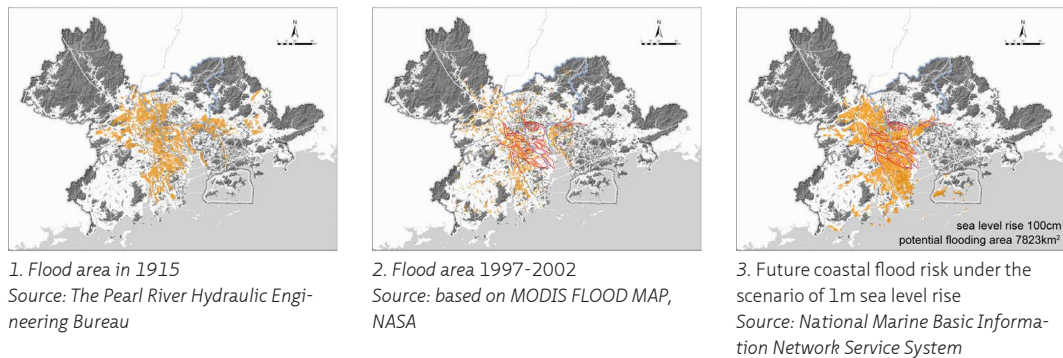 N
N
N
sea level rise 100cm
potential flooding area 7823km²
1. Flood area in 1915
Source: The Pearl River Hydraulic Engi-
neering Bureau
2. Flood area 1997-2002
Source: based on MODIS FLOOD MAP,
NASA
3. Future coastal flood risk under the
scenario of 1m sea level rise
Source: National Marine Basic Informa-
tion Network Service System